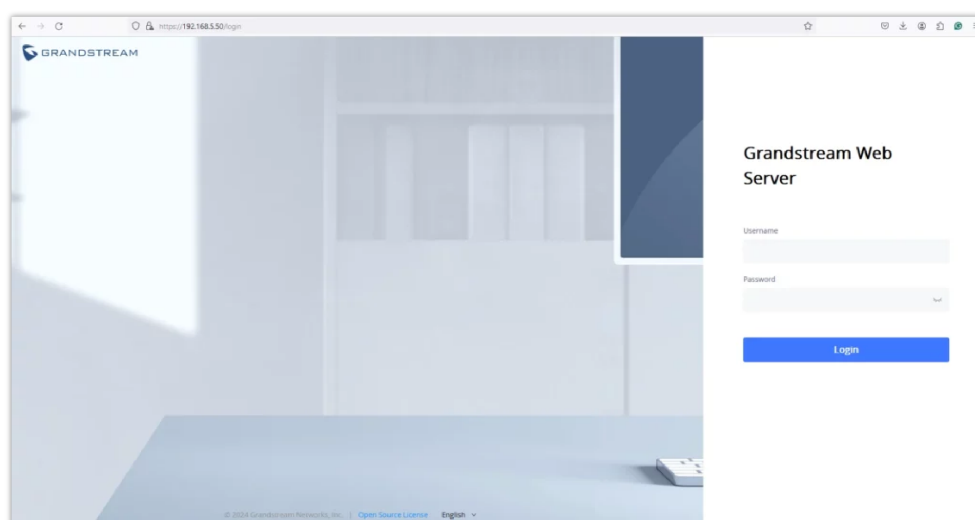 https://192.168.5.50/login
GRANDSTREAM
Grandstream Web
Server
Username
Password
Login
© 2024 Grandstream Networks, Inc. | Open Source License English